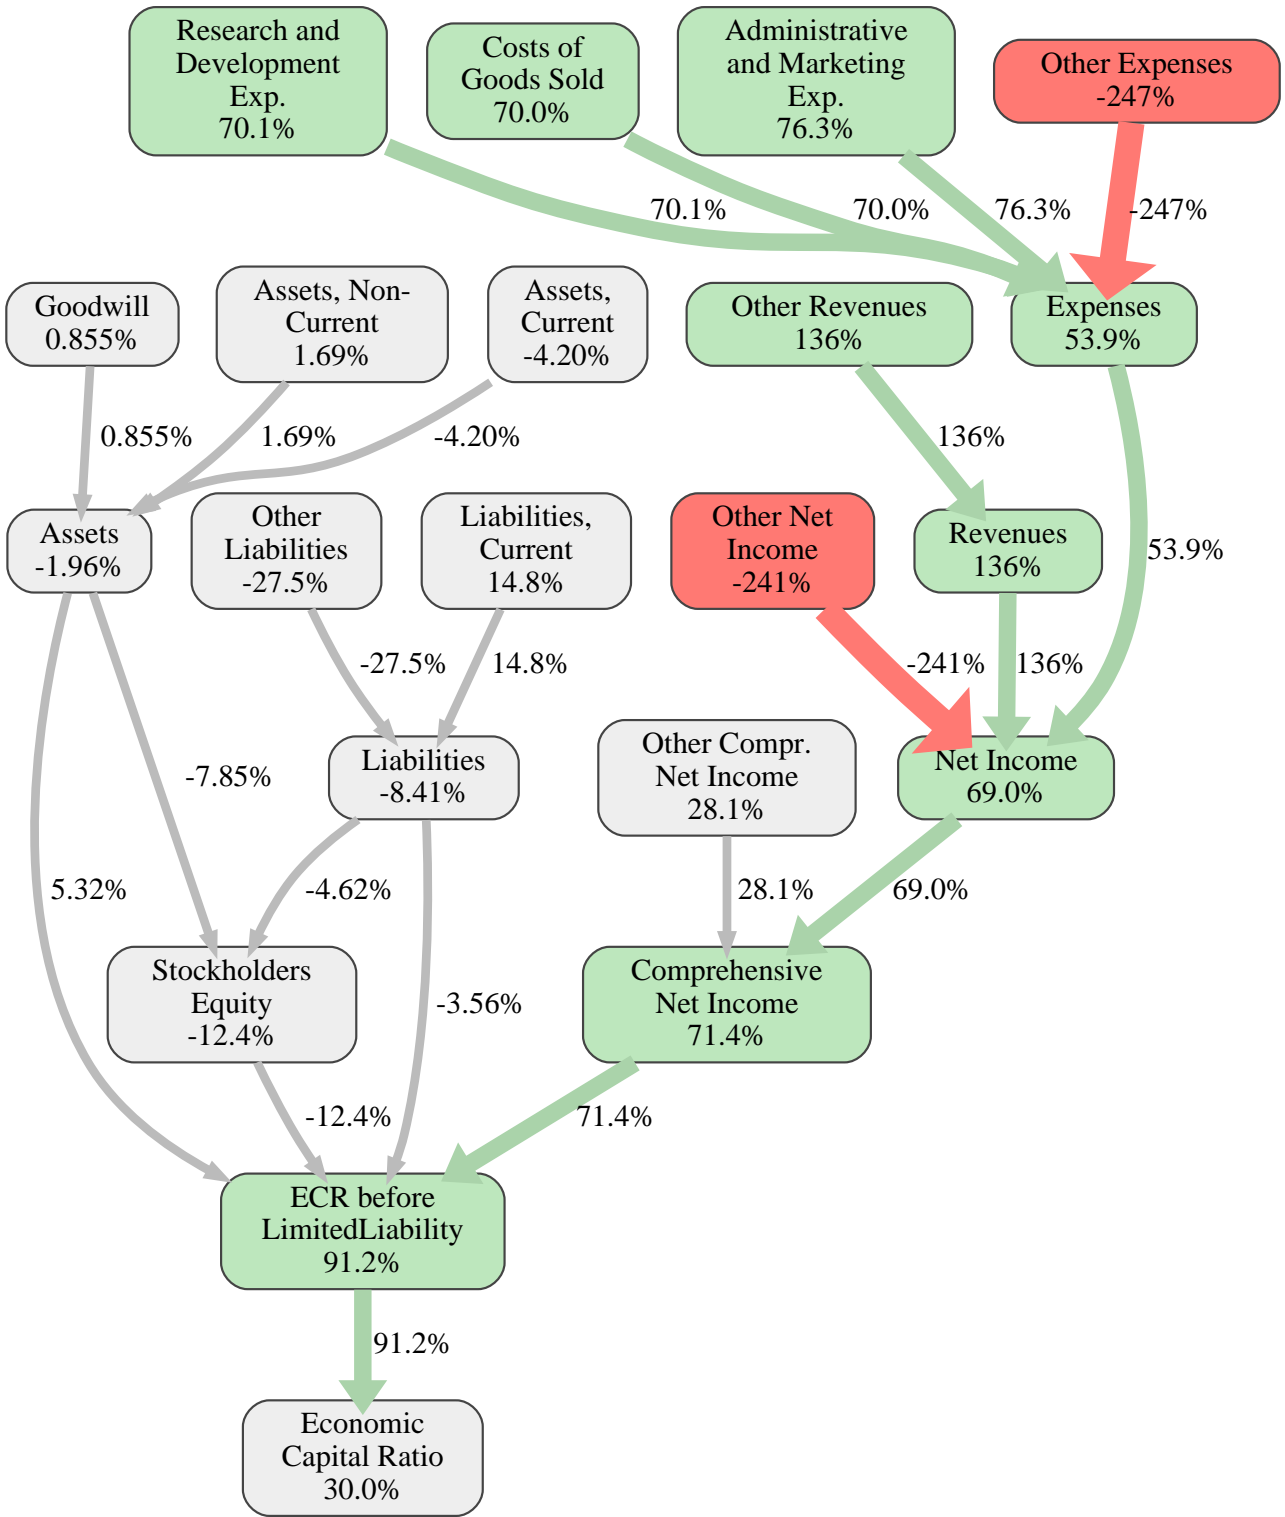 Research and
Development
Exp.
70.1%
Costs of
Goods Sold
70.0%
Administrative
and Marketing
Exp.
76.3%
Other Expenses
-247%
70.1%
70.0%
76.3%
-247%
Goodwill
0.855%
Assets, Non-
Current
1.69%
Assets,
Current
-4.20%
Other Revenues
136%
Expenses
53.9%
0.855%
1.69%
-4.20%
136%
Assets
-1.96%
Other
Liabilities
-27.5%
Liabilities,
Current
14.8%
Other Net
Income
-241%
Revenues
136%
53.9%
-27.5%
14.8%
-241%
136%
-7.85%
Liabilities
-8.41%
Other Compr.
Net Income
28.1%
Net Income
69.0%
5.32%
-4.62%
28.1%
69.0%
Stockholders
Equity
-12.4%
-3.56%
Comprehensive
Net Income
71.4%
-12.4%
71.4%
ECR before
LimitedLiability
91.2%
91.2%
Economic
Capital Ratio
30.0%